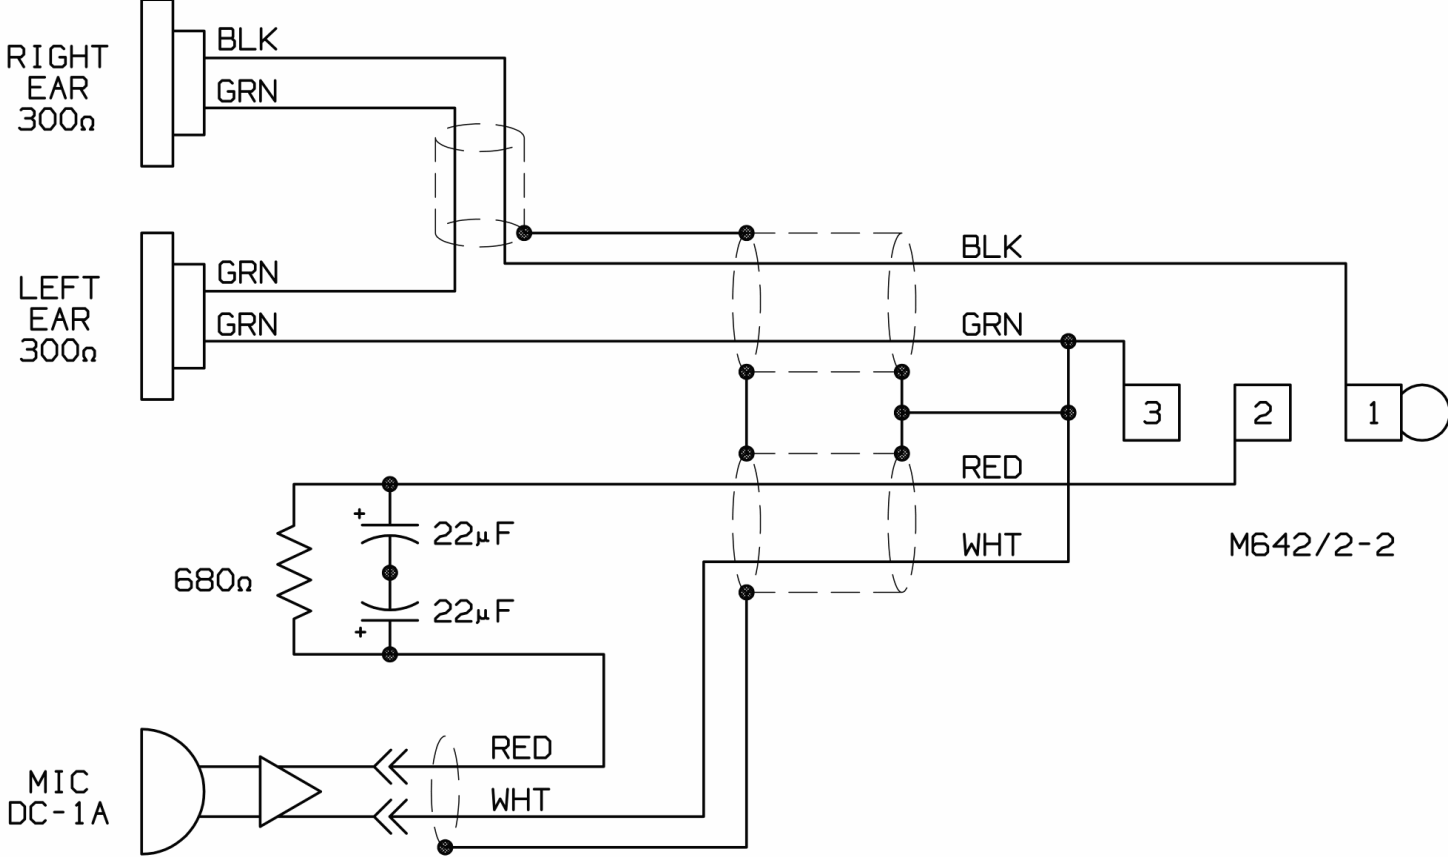 BLK
RIGHT
EAR
300Ω
GRN
GRN
LEFT
EAR
300Ω
GRN
BLK
GRN
3
2
1
RED
+
22µF
WHT
M642/2-2
680Ω
22µF
+
RED
MIC
DC-1A
WHT